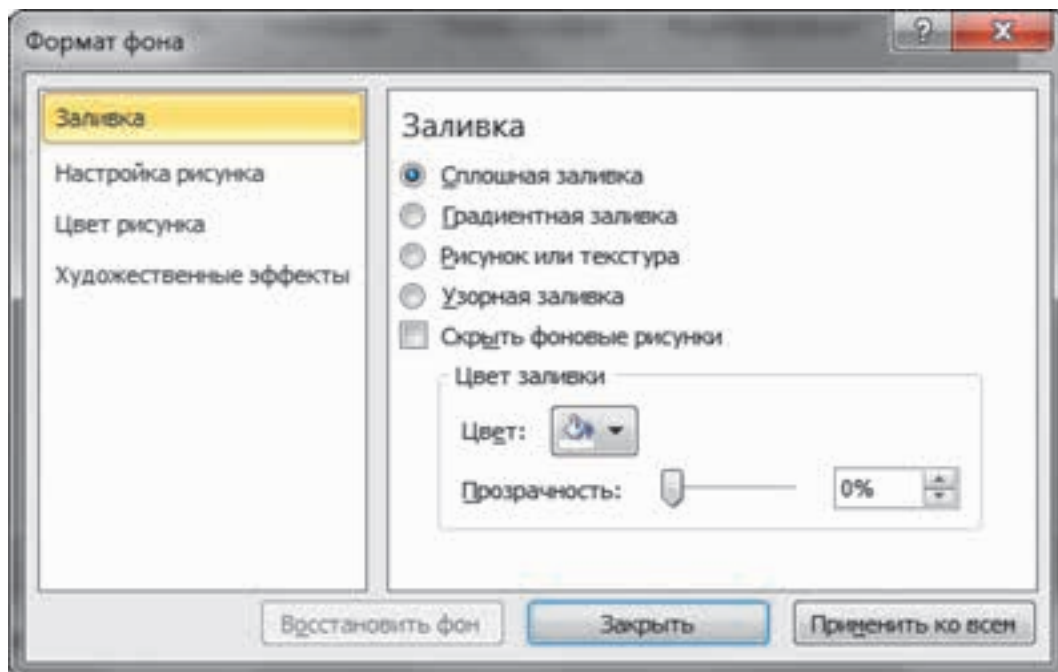 Формат фона
Заливка
Настройка рисунка
Цвет рисунка
Художественные эффекты
Заливка
Сплошная заливка
Градиентная заливка
Рисунок или текстура
Узорная заливка
Скрыть фоновые рисунки
Цвет заливки
Цвет:
Прозрачность:
0%
Восстановить фон
Закрыть
Применить ко всем